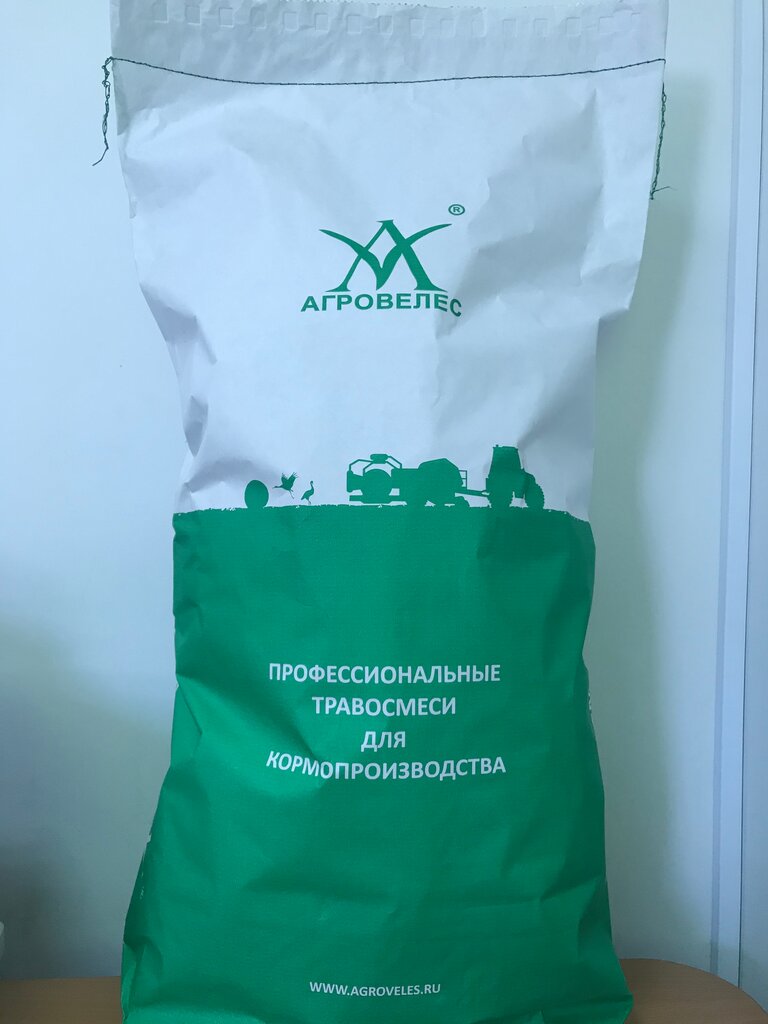 ®
АГРОВЕЛЕС
ПРОФЕССИОНАЛЬНЫЕ
ТРАВОСМЕСИ
ДЛЯ
КОРМОПРОИЗВОДСТВА
WWW.AGROVELES.RU